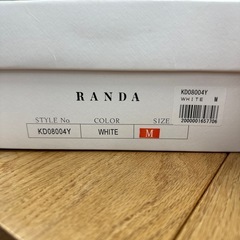 RANDA
STYLE No COLOR SIZE
KD08004Y WHITE M
KD08004Y
WHITE M
2000001657706